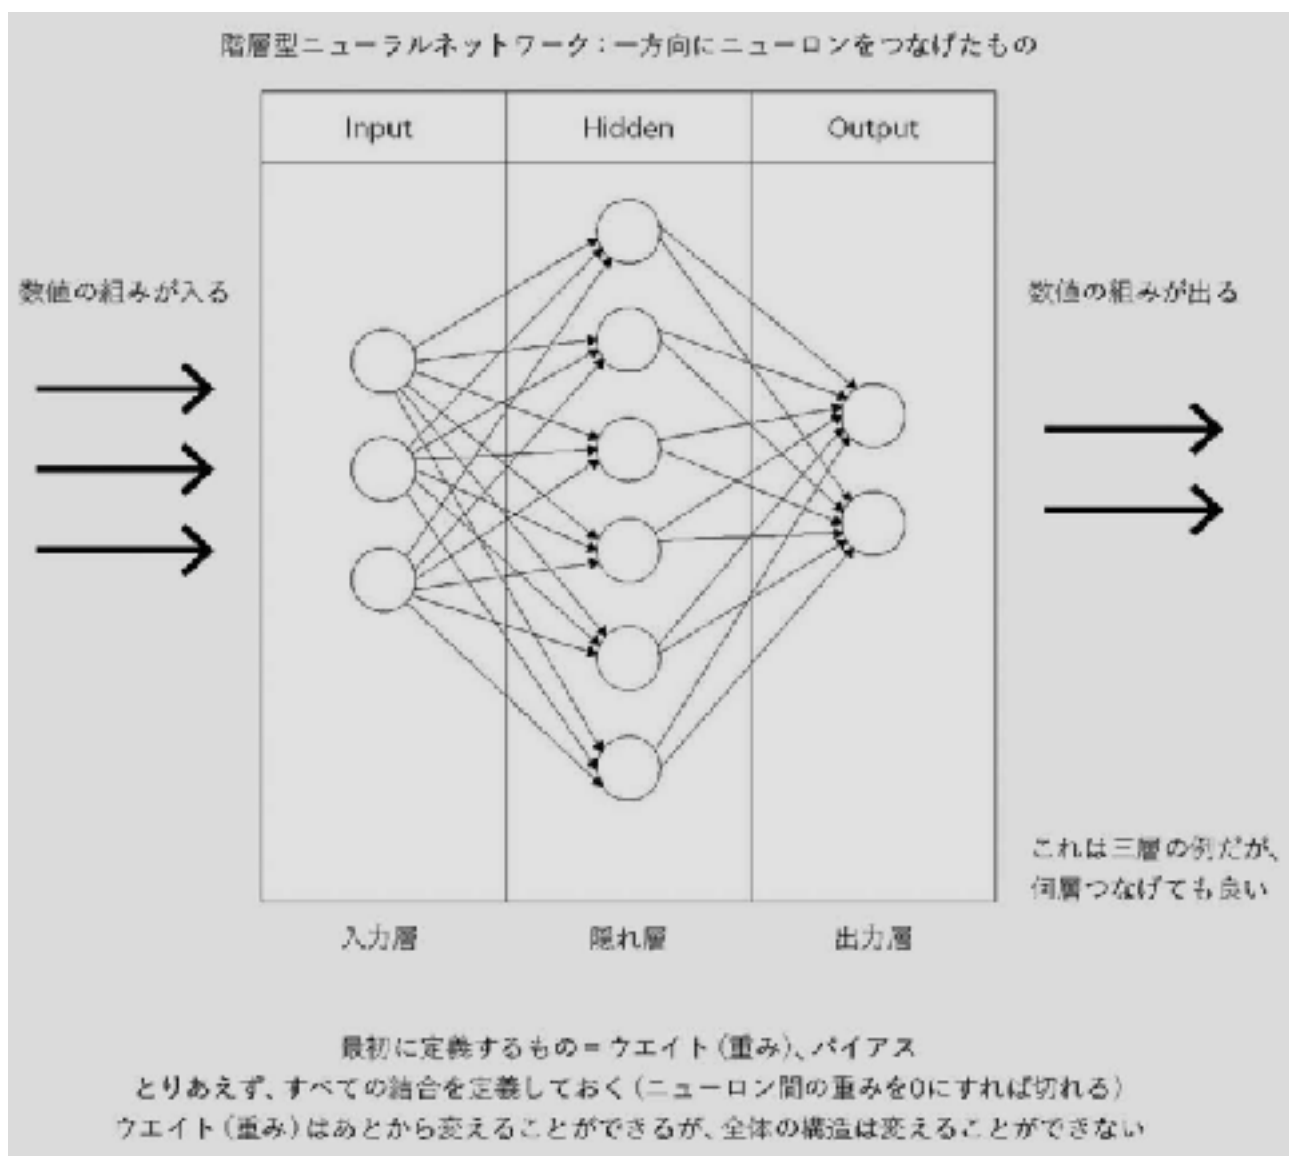 階層型ニューラルネットワーク：一方向にニューロンをつなげたもの
Input
Hidden
Output
数値の組みが入る
数値の組みが出る
これは三層の例だが、
何層つなげても良い
入力層
隠れ層
出力層
最初に定義するもの＝ウエイト（重み）、バイアス
とりあえず、すべての結合を定義しておく（ニューロン間の重みを0にすれば切れる）
ウエイト（重み）はあとから変えることができるが、全体の構造は変えることができない